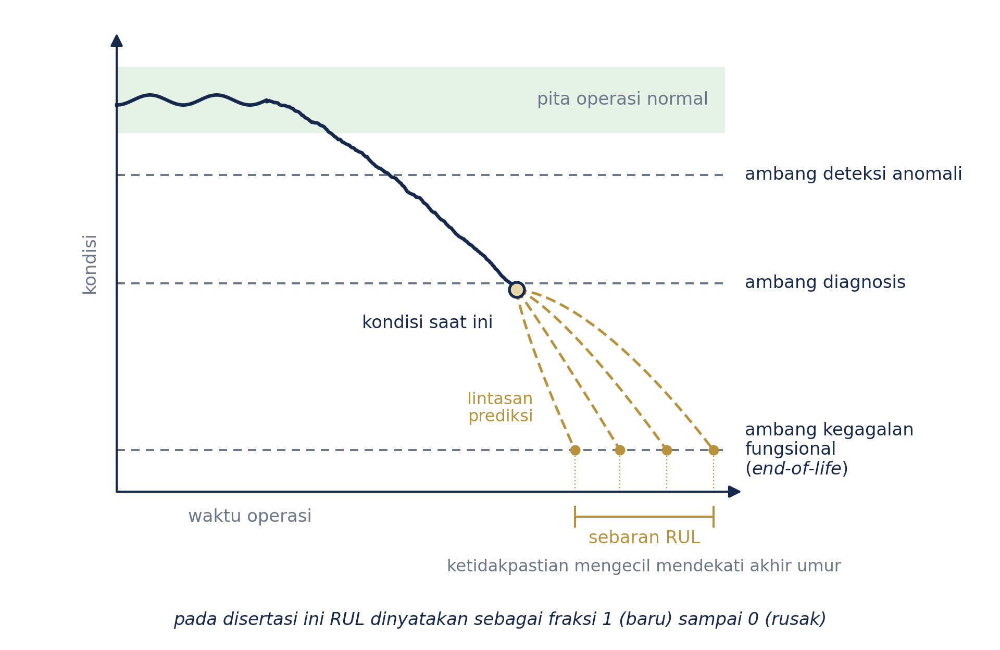 pita operasi normal
ambang deteksi anomali
kondisi
ambang diagnosis
kondisi saat ini
lintasan
prediksi
ambang kegagalan
fungsional
(end-of-life)
waktu operasi
sebaran RUL
ketidakpastian mengecil mendekati akhir umur
pada disertasi ini RUL dinyatakan sebagai fraksi 1 (baru) sampai 0 (rusak)